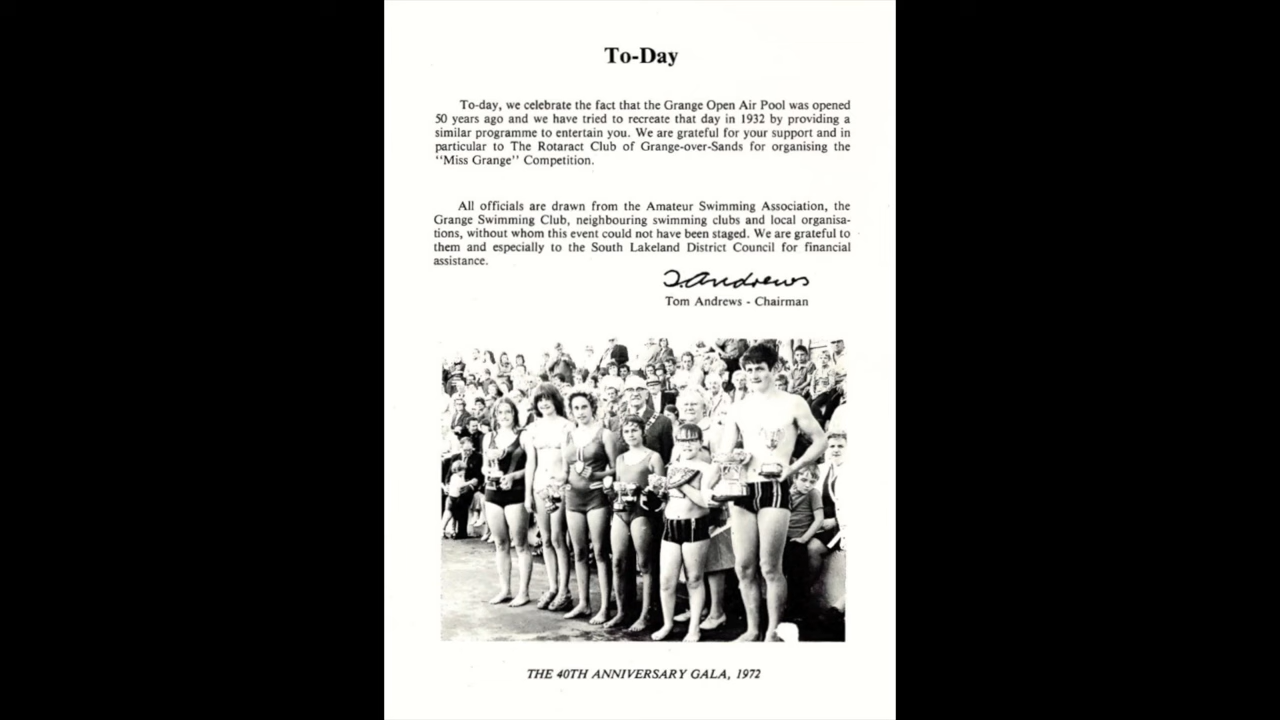 To-Day
To-day, we celebrate the fact that the Grange Open Air Pool was opened
50 years ago and we have tried to recreate that day in 1932 by providing a
similar programme to entertain you. We are grateful for your support and in
particular to The Rotaract Club of Grange-over-Sands for organising the
"Miss Grange" Competition.
All officials are drawn from the Amateur Swimming Association, the
Grange Swimming Club, neighbouring swimming clubs and local organisa-
tions, without whom this event could not have been staged. We are grateful to
them and especially to the South Lakeland District Council for financial
assistance.
T. Andrews
Tom Andrews - Chairman
THE 40TH ANNIVERSARY GALA, 1972